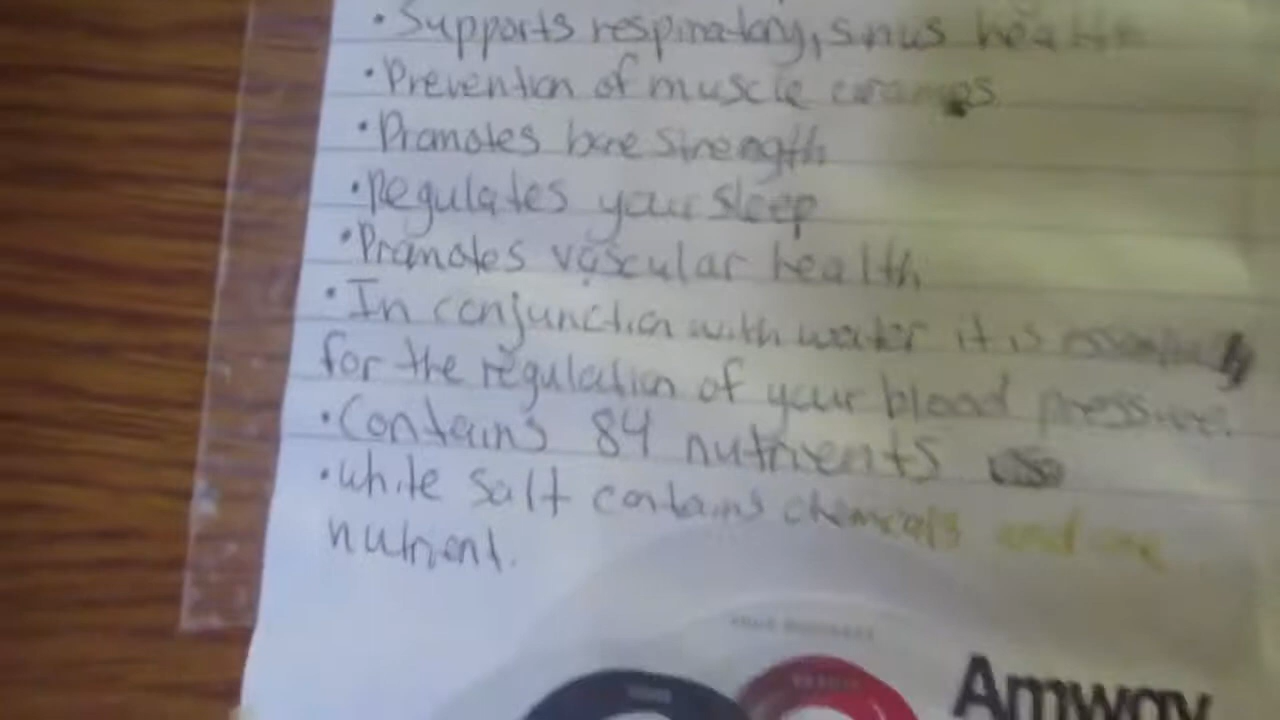 • Supports respiratory, sinus health
• Prevention of muscle cramps
• Promotes bone strength
• Regulates your sleep
• Promotes vascular health
• In conjunction with water it is
for the regulation of your blood pressure.
• Contains 84 nutrients
• white salt contains chemicals and one
nutrient.
Amway